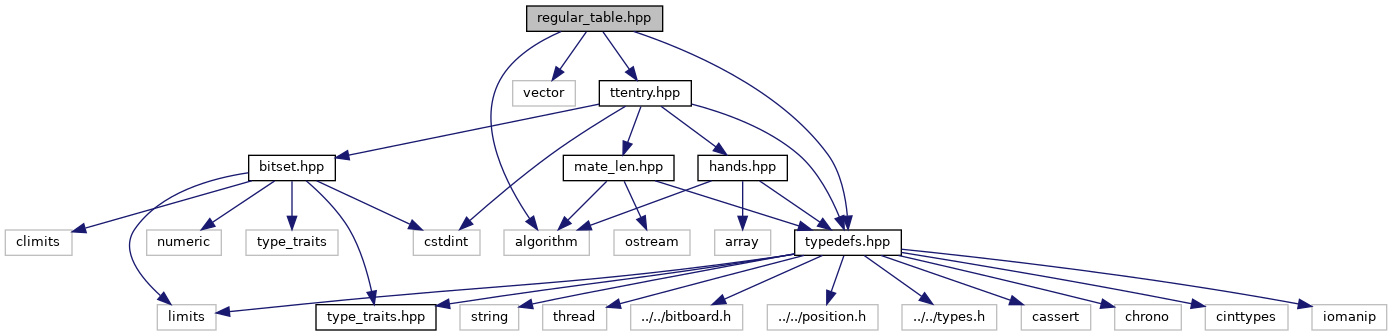 regular_table.hpp
vector
ttentry.hpp
bitset.hpp
mate_len.hpp
hands.hpp
climits
numeric
type_traits
cstdint
algorithm
ostream
array
typedefs.hpp
limits
type_traits.hpp
string
thread
../../bitboard.h
../../position.h
../../types.h
cassert
chrono
cinttypes
iomanip